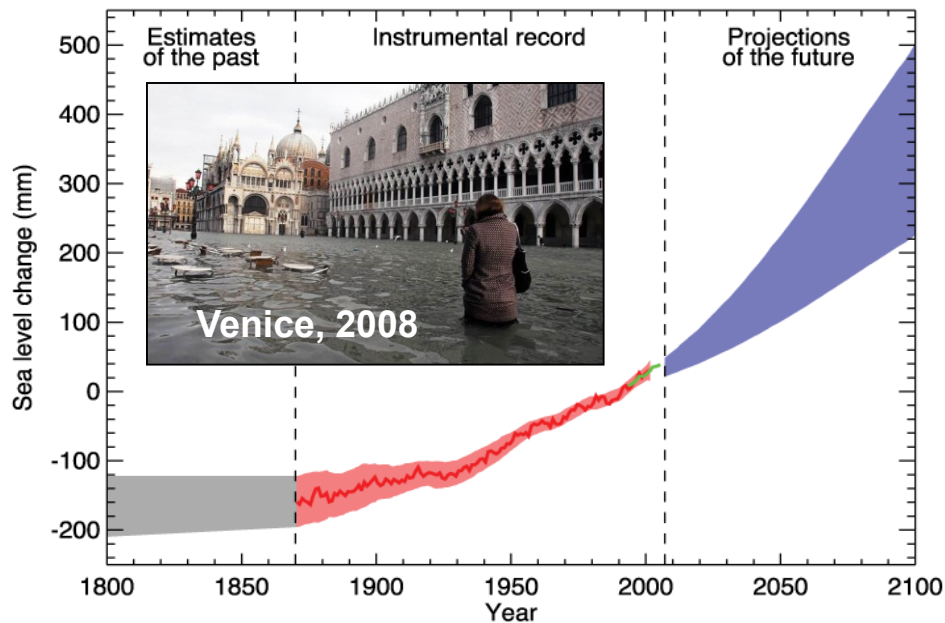 Estimates
of the past
Instrumental record
Projections
of the future
500
400
300
200
100
0
-100
-200
Sea level change (mm)
Venice, 2008
1800
1850
1900
1950
2000
2050
2100
Year